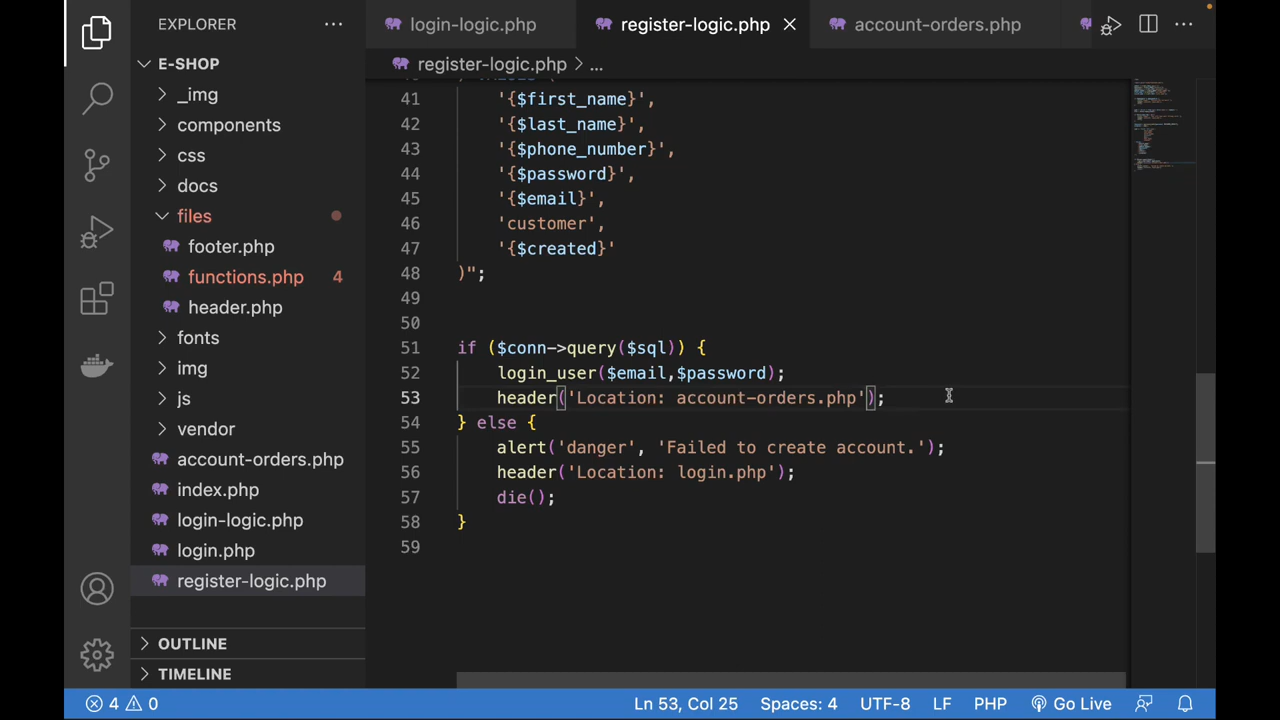 EXPLORER
E-SHOP
_img
components
css
docs
files
footer.php
functions.php 4
header.php
fonts
img
js
vendor
account-orders.php
index.php
login-logic.php
login.php
register-logic.php
OUTLINE
TIMELINE
login-logic.php register-logic.php account-orders.php
register-logic.php > ...
41 '{$first_name}',
42 '{$last_name}',
43 '{$phone_number}',
44 '{$password}',
45 '{$email}',
46 'customer',
47 '{$created}'
48 )";
49
50
51 if ($conn->query($sql)) {
52 login_user($email,$password);
53 header('Location: account-orders.php');
54 } else {
55 alert('danger', 'Failed to create account.');
56 header('Location: login.php');
57 die();
58 }
59
4 0 Ln 53, Col 25 Spaces: 4 UTF-8 LF PHP Go Live